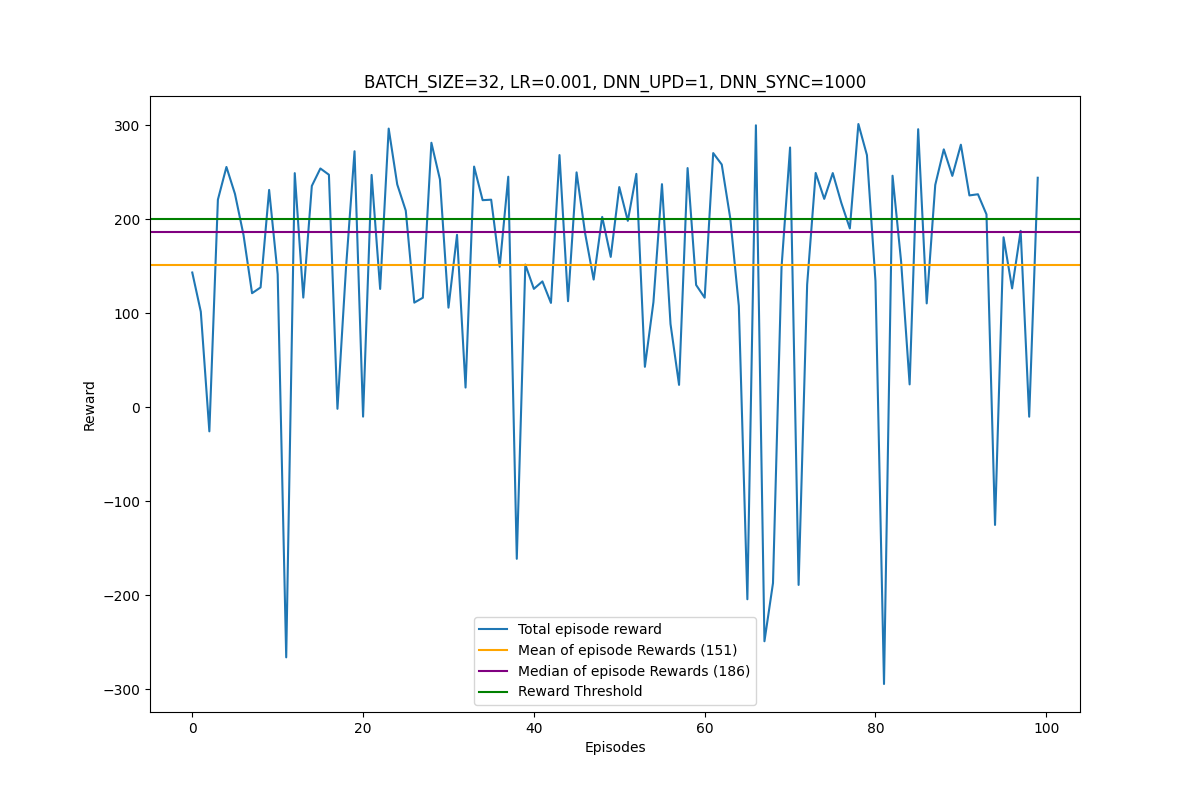 BATCH_SIZE=32, LR=0.001, DNN_UPD=1, DNN_SYNC=1000
300
200
100
0
−100
−200
−300
Reward
Total episode reward
Mean of episode Rewards (151)
Median of episode Rewards (186)
Reward Threshold
0 20 40 60 80 100
Episodes